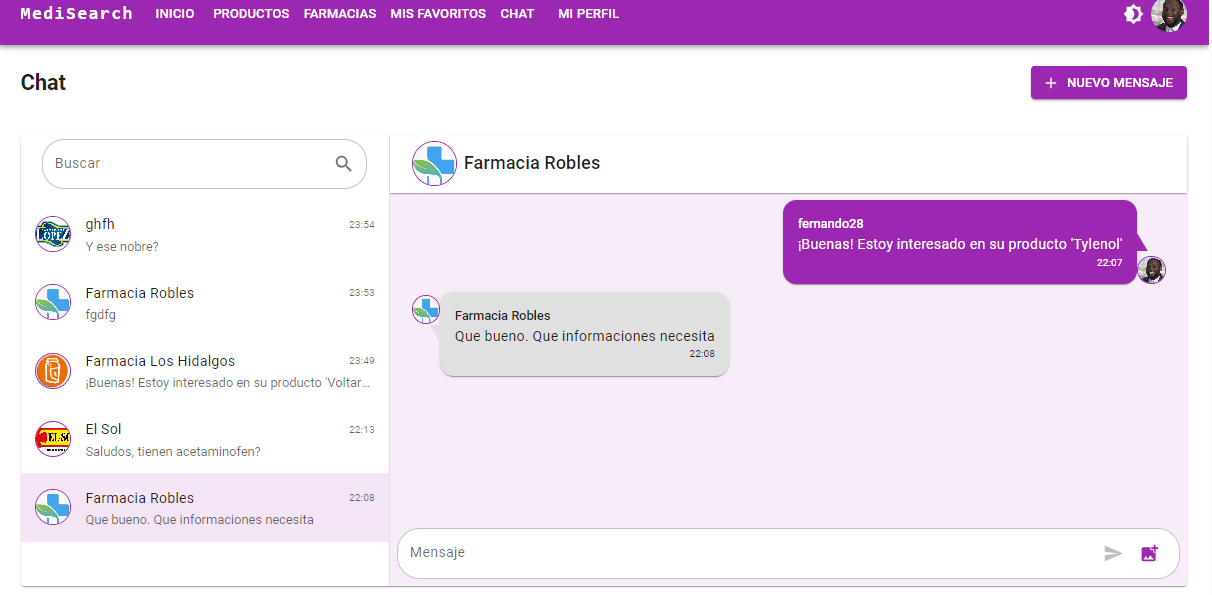 MediSearch INICIO PRODUCTOS FARMACIAS MIS FAVORITOS CHAT MI PERFIL
Chat
+ NUEVO MENSAJE
Buscar
ghfh 23:54
Y ese nobre?
Farmacia Robles 23:53
fgdfg
Farmacia Los Hidalgos 23:49
¡Buenas! Estoy interesado en su producto 'Voltar...
El Sol 22:13
Saludos, tienen acetaminofen?
Farmacia Robles 22:08
Que bueno. Que informaciones necesita
Farmacia Robles
fernando28
¡Buenas! Estoy interesado en su producto 'Tylenol'
22:07
Farmacia Robles
Que bueno. Que informaciones necesita
22:08
Mensaje